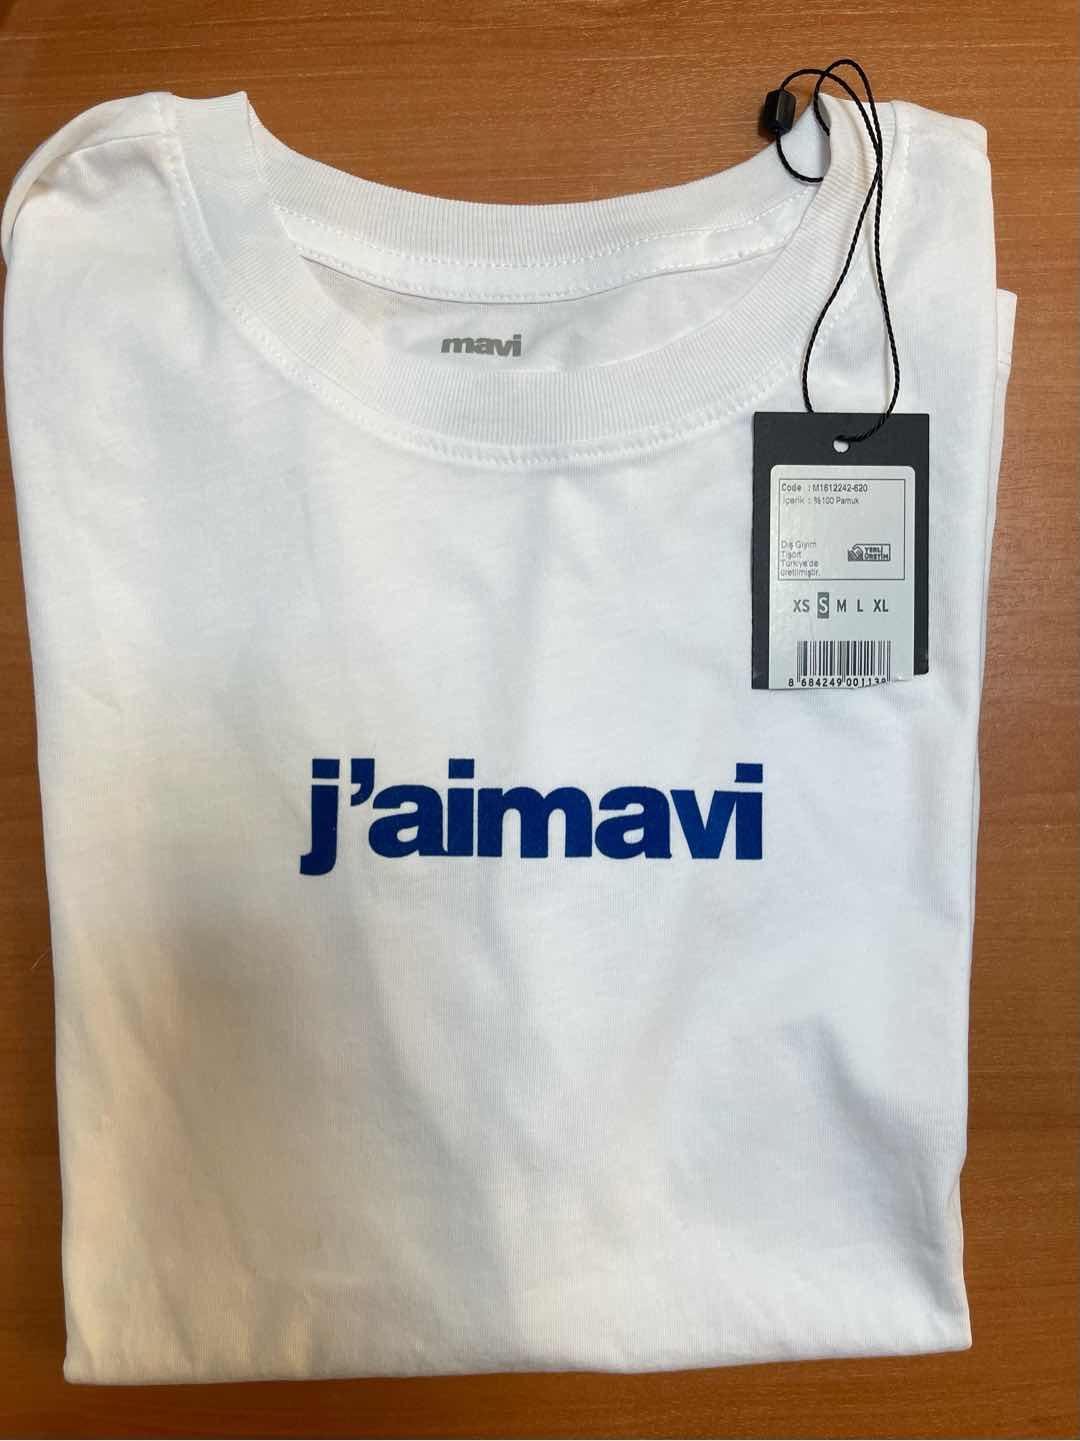 mavi
Code : M1612242-620
İçerik : %100 Pamuk
Dış Giyim
Tişört
Türkiye'de
üretilmiştir.
YERLİ
ÜRETİM
XS S M L XL
8 684249 001138
j'aimavi